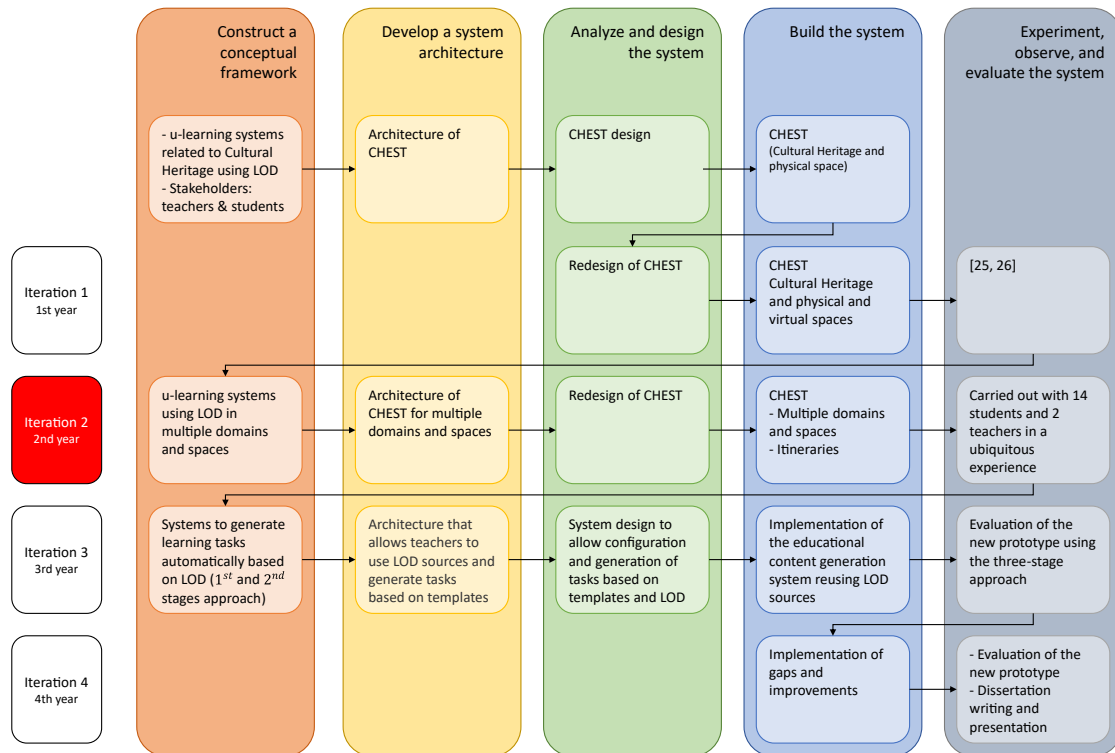 Construct a
conceptual
framework
Develop a system
architecture
Analyze and design
the system
Build the system
Experiment,
observe, and
evaluate the system
- u-learning systems
related to Cultural
Heritage using LOD
- Stakeholders:
teachers & students
Architecture of
CHEST
CHEST design
CHEST
(Cultural Heritage and
physical space)
Iteration 1
1st year
Redesign of CHEST
CHEST
Cultural Heritage
and physical and
virtual spaces
[25, 26]
Iteration 2
2nd year
u-learning systems
using LOD in
multiple domains
and spaces
Architecture of
CHEST for multiple
domains and spaces
Redesign of CHEST
CHEST
- Multiple domains
and spaces
- Itineraries
Carried out with 14
students and 2
teachers in a
ubiquitous
experience
Iteration 3
3rd year
Systems to generate
learning tasks
automatically based
on LOD (1st and 2nd
stages approach)
Architecture that
allows teachers to
use LOD sources and
generate tasks
based on templates
System design to
allow configuration
and generation of
tasks based on
templates and LOD
Implementation of
the educational
content generation
system reusing LOD
sources
Evaluation of the
new prototype using
the three-stage
approach
Iteration 4
4th year
Implementation of
gaps and
improvements
- Evaluation of the
new prototype
- Dissertation
writing and
presentation